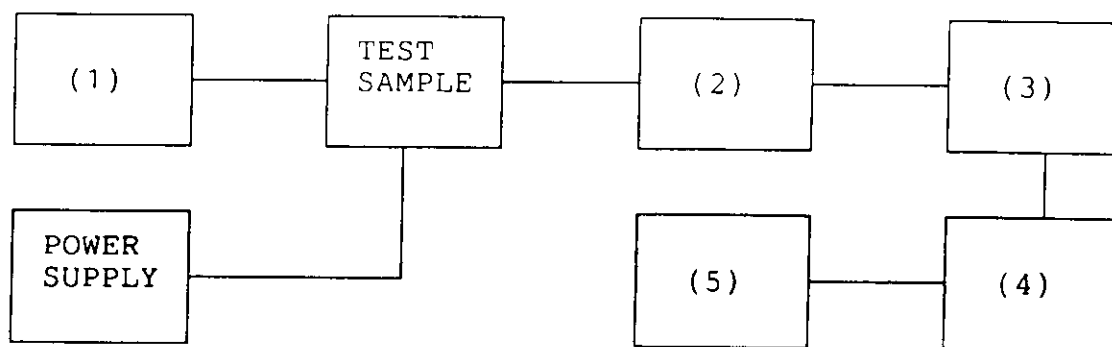 (1)
TEST
SAMPLE
(2)
(3)
POWER
SUPPLY
(5)
(4)